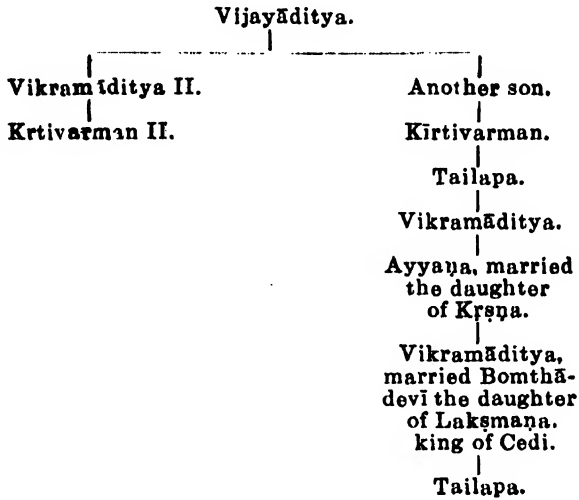 Vijayāditya.
Vikramāditya II. Another son.
Krtivarman II. Kīrtivarman.
Tailapa.
Vikramāditya.
Ayyaṇa, married
the daughter
of Kṛṣṇa.
Vikramāditya,
married Bomthā-
devī the daughter
of Lakṣmaṇa.
king of Cedi.
Tailapa.